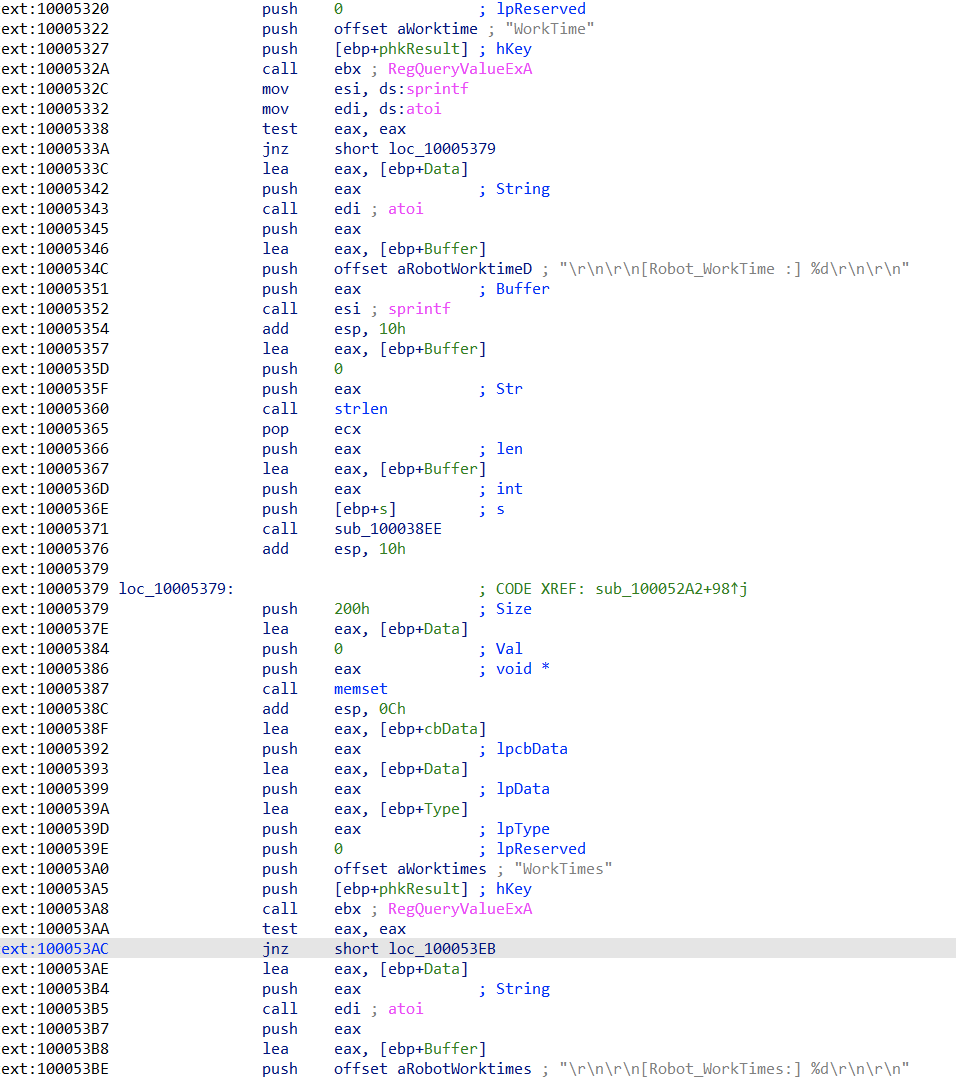 ext:10005320 push 0 ; lpReserved
ext:10005322 push offset aWorktime ; "WorkTime"
ext:10005327 push [ebp+phkResult] ; hKey
ext:1000532A call ebx ; RegQueryValueExA
ext:1000532C mov esi, ds:sprintf
ext:10005332 mov edi, ds:atoi
ext:10005338 test eax, eax
ext:1000533A jnz short loc_10005379
ext:1000533C lea eax, [ebp+Data]
ext:10005342 push eax ; String
ext:10005343 call edi ; atoi
ext:10005345 push eax
ext:10005346 lea eax, [ebp+Buffer]
ext:1000534C push offset aRobotWorktimeD ; "\r\n\r\n[Robot_WorkTime :] %d\r\n\r\n"
ext:10005351 push eax ; Buffer
ext:10005352 call esi ; sprintf
ext:10005354 add esp, 10h
ext:10005357 lea eax, [ebp+Buffer]
ext:1000535D push 0
ext:1000535F push eax ; Str
ext:10005360 call strlen
ext:10005365 pop ecx
ext:10005366 push eax ; len
ext:10005367 lea eax, [ebp+Buffer]
ext:1000536D push eax ; int
ext:1000536E push [ebp+s] ; s
ext:10005371 call sub_100038EE
ext:10005376 add esp, 10h
ext:10005379
ext:10005379 loc_10005379: ; CODE XREF: sub_100052A2+98↑j
ext:10005379 push 200h ; Size
ext:1000537E lea eax, [ebp+Data]
ext:10005384 push 0 ; Val
ext:10005386 push eax ; void *
ext:10005387 call memset
ext:1000538C add esp, 0Ch
ext:1000538F lea eax, [ebp+cbData]
ext:10005392 push eax ; lpcbData
ext:10005393 lea eax, [ebp+Data]
ext:10005399 push eax ; lpData
ext:1000539A lea eax, [ebp+Type]
ext:1000539D push eax ; lpType
ext:1000539E push 0 ; lpReserved
ext:100053A0 push offset aWorktimes ; "WorkTimes"
ext:100053A5 push [ebp+phkResult] ; hKey
ext:100053A8 call ebx ; RegQueryValueExA
ext:100053AA test eax, eax
ext:100053AC jnz short loc_100053EB
ext:100053AE lea eax, [ebp+Data]
ext:100053B4 push eax ; String
ext:100053B5 call edi ; atoi
ext:100053B7 push eax
ext:100053B8 lea eax, [ebp+Buffer]
ext:100053BE push offset aRobotWorktimes ; "\r\n\r\n[Robot_WorkTimes:] %d\r\n\r\n"